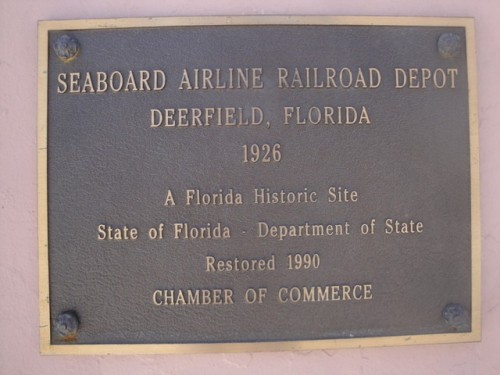 SEABOARD AIRLINE RAILROAD DEPOT
DEERFIELD, FLORIDA
1926
A Florida Historic Site
State of Florida - Department of State
Restored 1990
CHAMBER OF COMMERCE